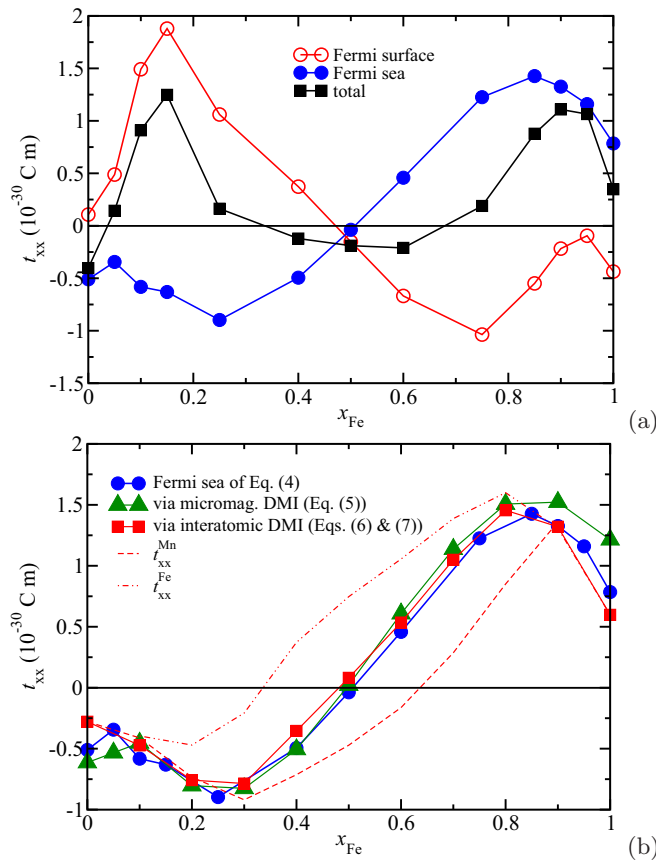 2
1.5
1
0.5
0
-0.5
-1
-1.5
t_xx (10^-30 C m)
Fermi surface
Fermi sea
total
0 0.2 0.4 0.6 0.8 1
x_Fe
(a)
2
1.5
1
0.5
0
-0.5
-1
t_xx (10^-30 C m)
Fermi sea of Eq. (4)
via micromag. DMI (Eq. (5))
via interatomic DMI (Eqs. (6) & (7))
t_xx^Mn
t_xx^Fe
0 0.2 0.4 0.6 0.8 1
x_Fe
(b)